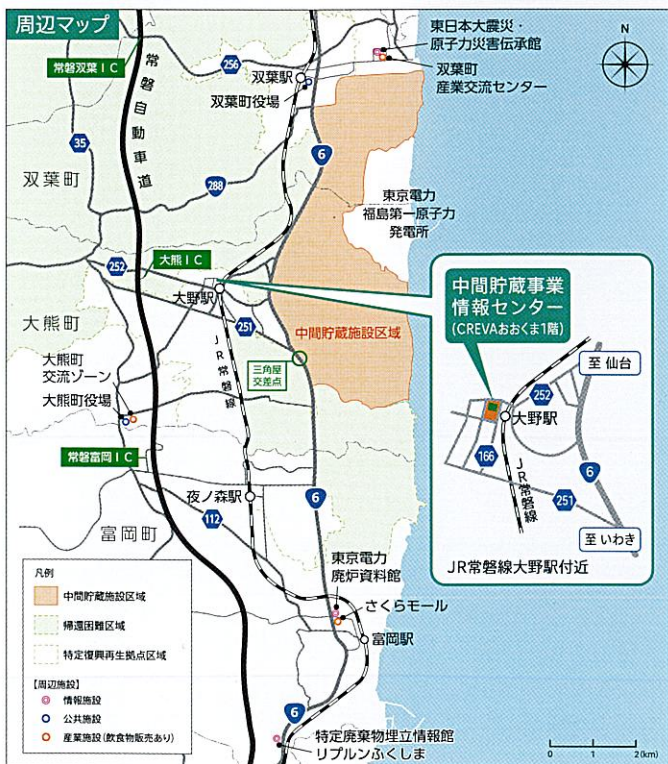 周辺マップ
東日本大震災・
原子力災害伝承館
N
常磐双葉IC
常磐自動車道
256
双葉駅
双葉町
産業交流センター
双葉町役場
6
35
双葉町
288
東京電力
福島第一原子力
発電所
252
大熊IC
大野駅
中間貯蔵事業
情報センター
(CREVAおおくま1階)
251
中間貯蔵施設区域
大熊町
JR常磐線
三角屋
交差点
大熊町
交流ゾーン
大熊町役場
至 仙台
252
大野駅
166
6
JR常磐線
251
至 いわき
JR常磐線大野駅付近
常磐富岡IC
夜ノ森駅
6
112
富岡町
東京電力
廃炉資料館
さくらモール
富岡駅
凡例
中間貯蔵施設区域
帰還困難区域
特定復興再生拠点区域
【周辺施設】
情報施設
公共施設
産業施設(飲食物販売あり)
6
特定廃棄物埋立情報館
リプルンふくしま
0 1 2(km)